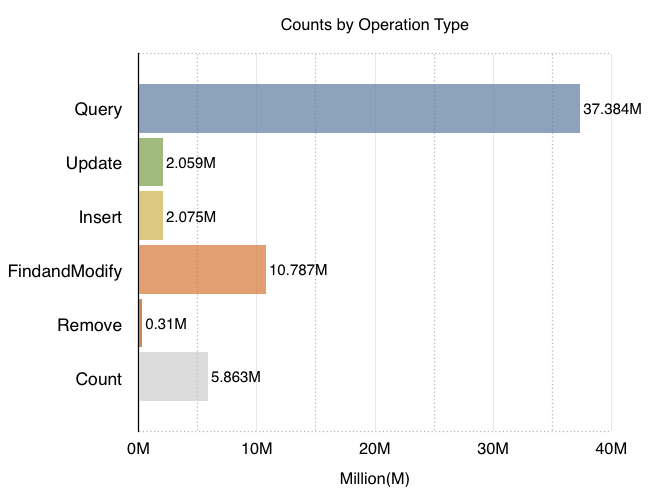 Counts by Operation Type
Query
37.384M
Update
2.059M
Insert
2.075M
FindandModify
10.787M
Remove
0.31M
Count
5.863M
0M 10M 20M 30M 40M
Million(M)